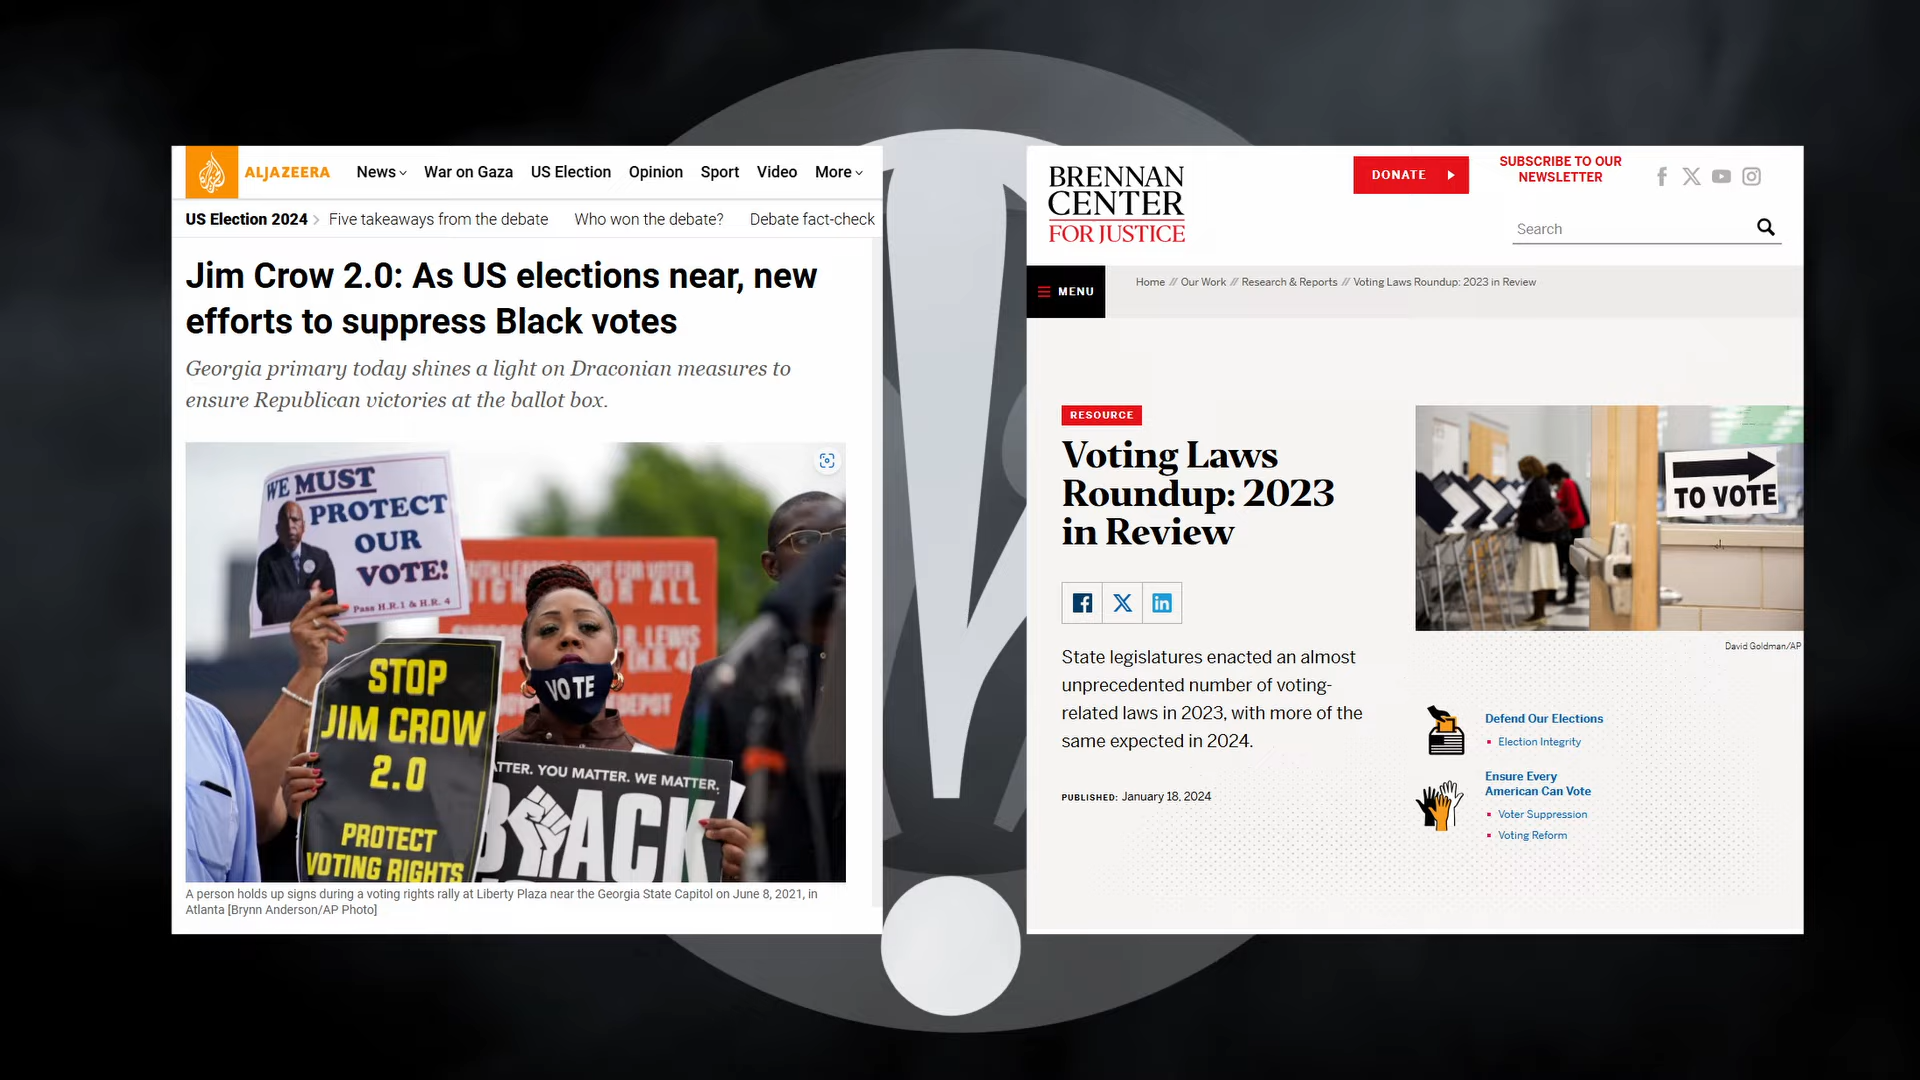 ALJAZEERA
News War on Gaza US Election Opinion Sport Video More
US Election 2024 Five takeaways from the debate Who won the debate? Debate fact-check
Jim Crow 2.0: As US elections near, new
efforts to suppress Black votes
Georgia primary today shines a light on Draconian measures to
ensure Republican victories at the ballot box.
WE MUST
PROTECT
OUR
VOTE!
Pass H.R.1 & H.R. 4
STOP
JIM CROW
2.0
PROTECT
VOTING RIGHTS
VOTE
FOR VOTER
OR ALL
R. LEWIS
DEPOT
ATTER. YOU MATTER. WE MATTER.
ACK
A person holds up signs during a voting rights rally at Liberty Plaza near the Georgia State Capitol on June 8, 2021, in
Atlanta [Brynn Anderson/AP Photo]
BRENNAN
CENTER
FOR JUSTICE
DONATE
SUBSCRIBE TO OUR
NEWSLETTER
Search
MENU
Home // Our Work // Research & Reports // Voting Laws Roundup: 2023 in Review
RESOURCE
Voting Laws
Roundup: 2023
in Review
State legislatures enacted an almost
unprecedented number of voting-
related laws in 2023, with more of the
same expected in 2024.
PUBLISHED: January 18, 2024
TO VOTE
David Goldman/AP
Defend Our Elections
Election Integrity
Ensure Every
American Can Vote
Voter Suppression
Voting Reform